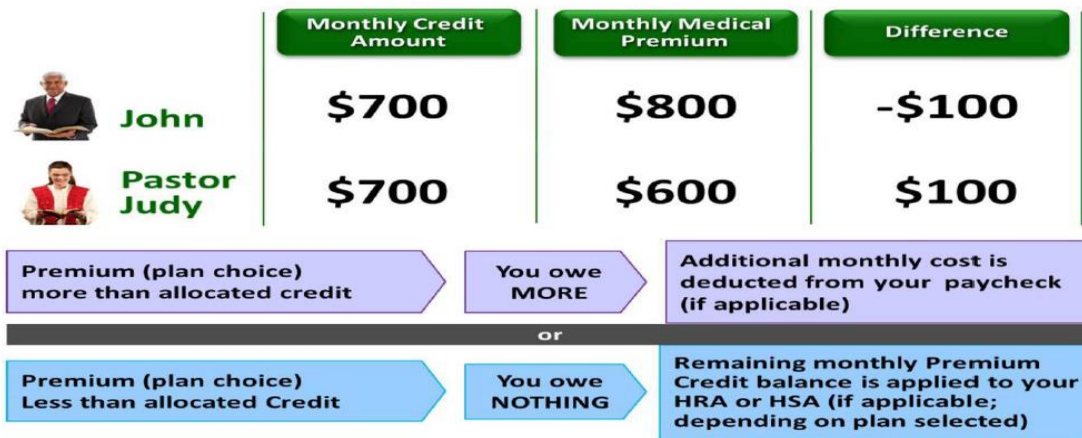 Monthly Credit
Amount
Monthly Medical
Premium
Difference
John
$700
$800
-$100
Pastor
Judy
$700
$600
$100
Premium (plan choice)
more than allocated credit
You owe
MORE
Additional monthly cost is
deducted from your paycheck
(if applicable)
or
Premium (plan choice)
Less than allocated Credit
You owe
NOTHING
Remaining monthly Premium
Credit balance is applied to your
HRA or HSA (if applicable;
depending on plan selected)